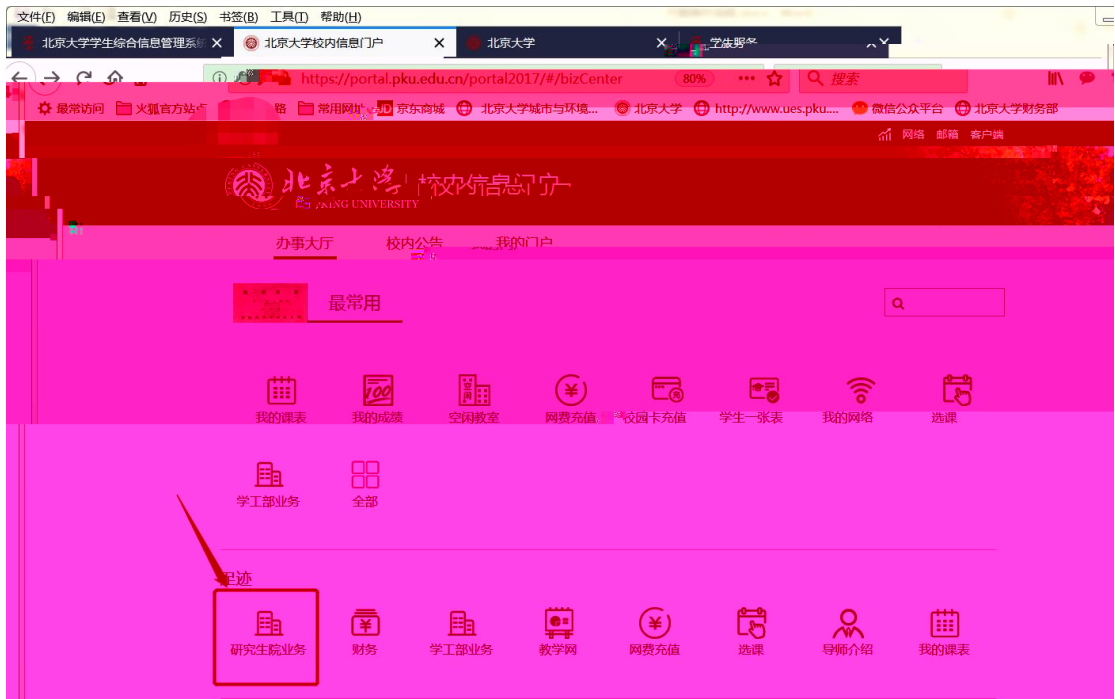 文件(F) 编辑(E) 查看(V) 历史(S) 书签(B) 工具(T) 帮助(H)
北京大学学生综合信息管理系统 北京大学校内信息门户 北京大学
https://portal.pku.edu.cn/portal2017/#/bizCenter 80% 搜索
最常访问 火狐官方站点 常用网址 JD 京东商城 北京大学城市与环境... 北京大学 http://www.ues.pku.... 微信公众平台 北京大学财务部
网络 邮箱 客户端
北京大学 校内信息门户
PEKING UNIVERSITY
办事大厅 校内公告 我的门户
最常用
100
我的课表 我的成绩 空闲教室 网费充值 校园卡充值 学生一张表 我的网络 选课
学工部业务 全部
足迹
研究生院业务 财务 学工部业务 教学网 网费充值 选课 导师介绍 我的课表